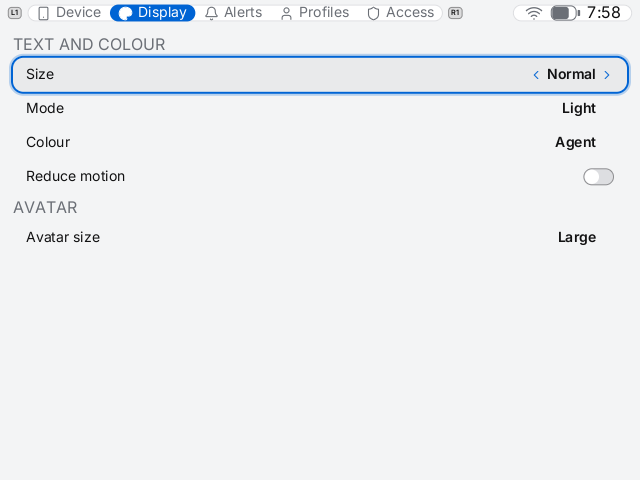 L1 Device Display Alerts Profiles Access R1 7:58
TEXT AND COLOUR
Size Normal
Mode Light
Colour Agent
Reduce motion
AVATAR
Avatar size Large